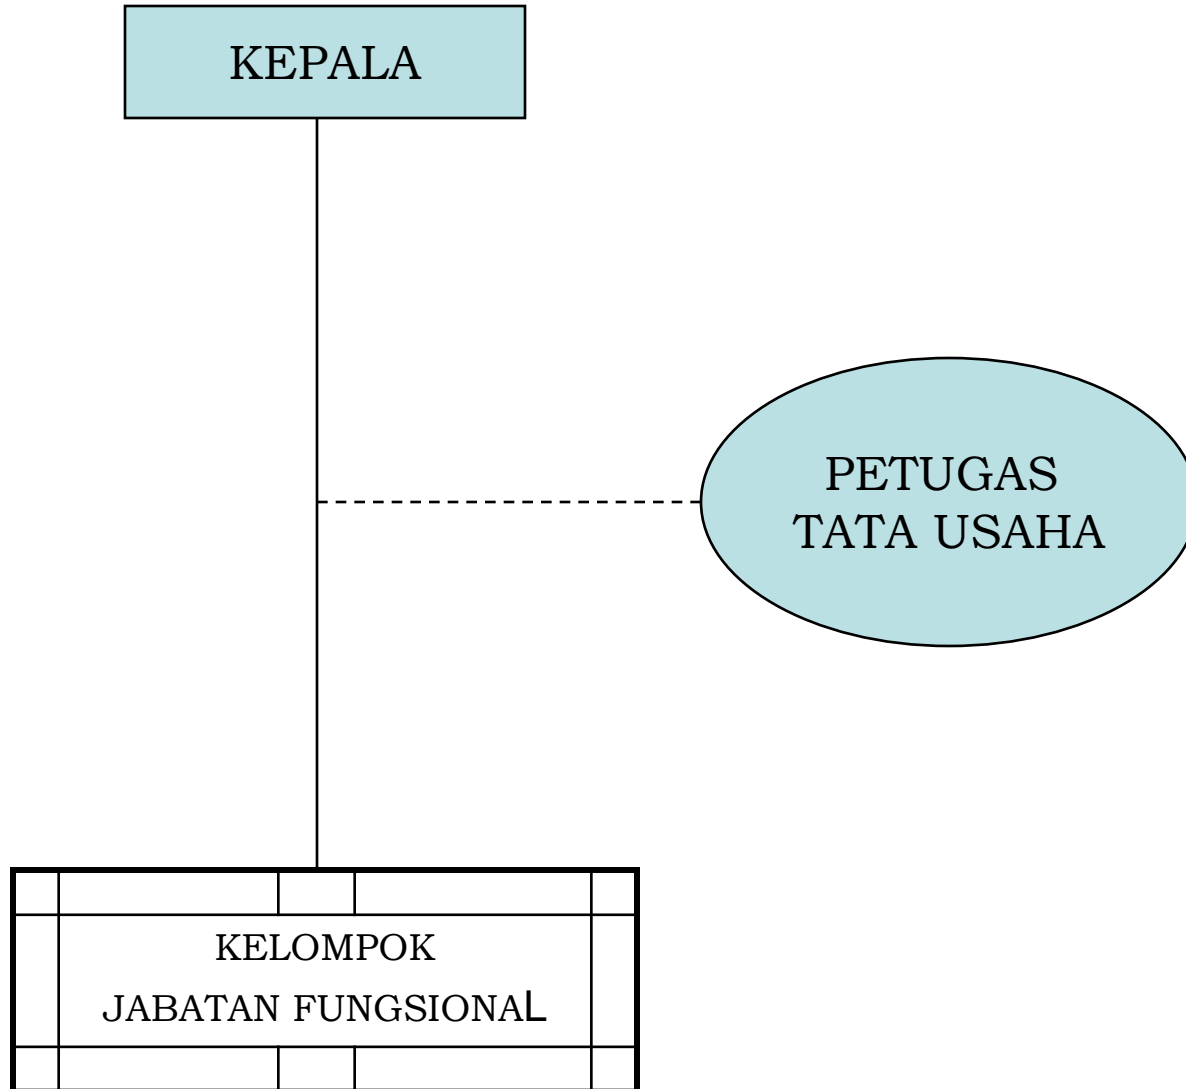 KEPALA
PETUGAS
TATA USAHA
KELOMPOK
JABATAN FUNGSIONAL